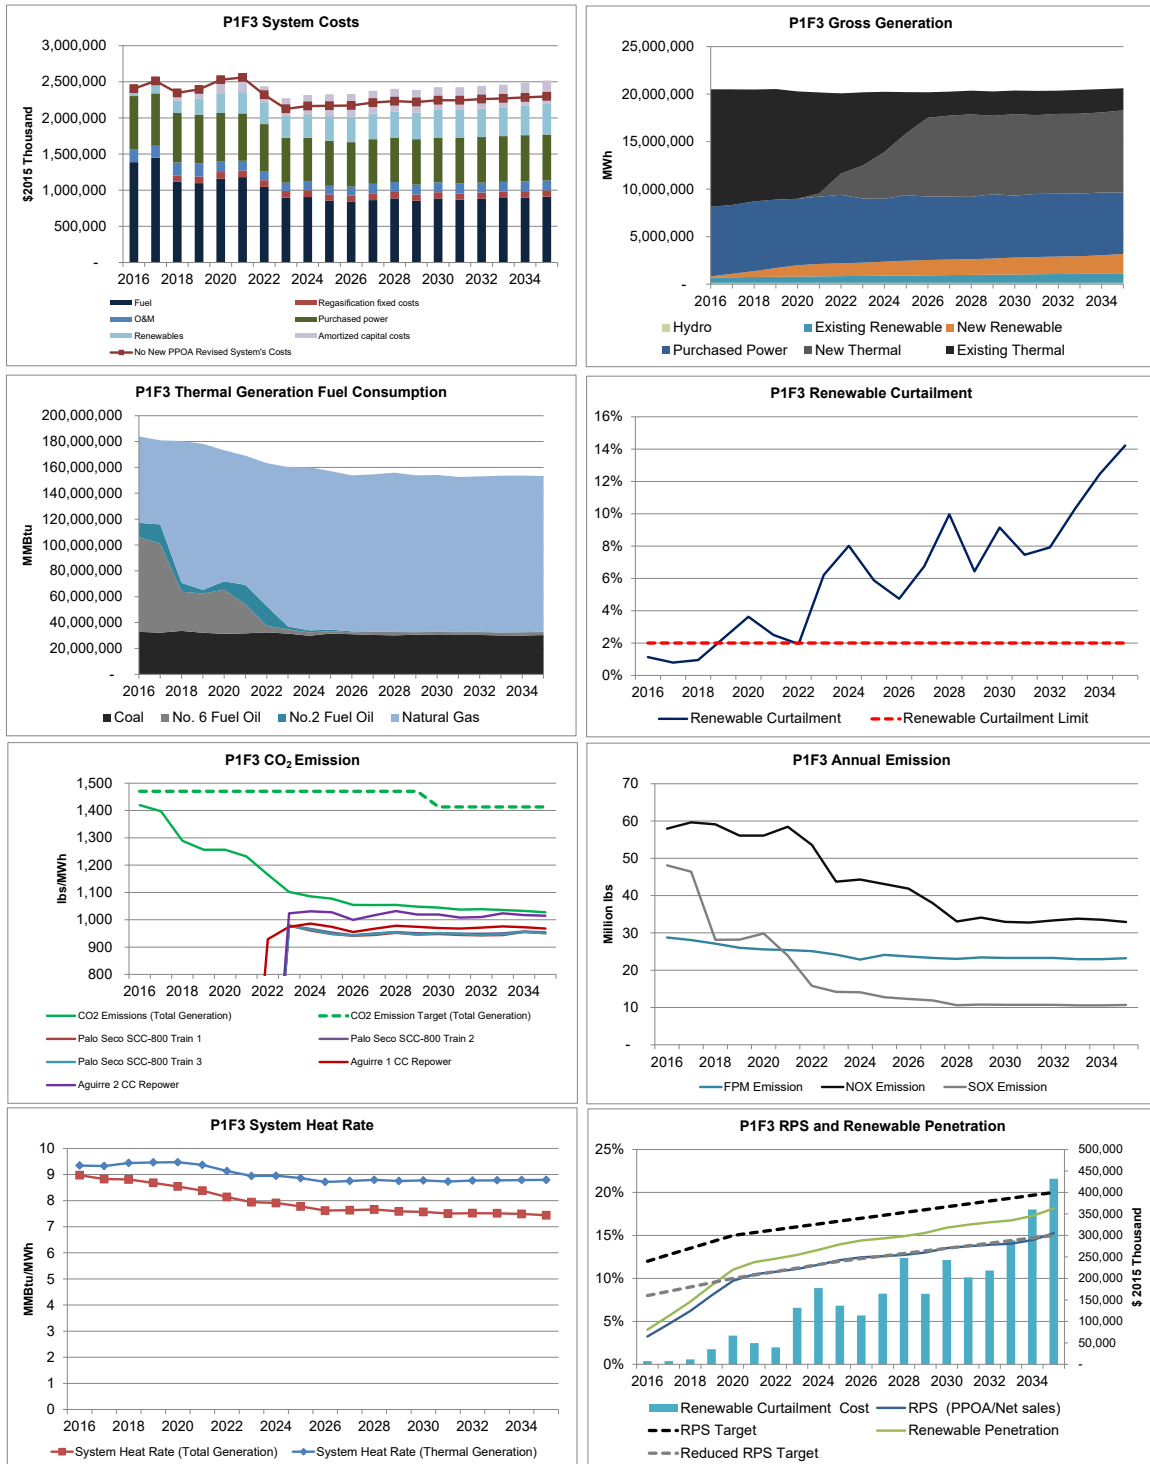 P1F3 System Costs
3,000,000
2,500,000
2,000,000
1,500,000
1,000,000
500,000
-
$2015 Thousand
2016 2018 2020 2022 2024 2026 2028 2030 2032 2034
Fuel Regasification fixed costs
O&M Purchased power
Renewables Amortized capital costs
No New PPOA Revised System's Costs
P1F3 Gross Generation
25,000,000
20,000,000
15,000,000
10,000,000
5,000,000
-
MWh
2016 2018 2020 2022 2024 2026 2028 2030 2032 2034
Hydro Existing Renewable New Renewable
Purchased Power New Thermal Existing Thermal
P1F3 Thermal Generation Fuel Consumption
200,000,000
180,000,000
160,000,000
140,000,000
120,000,000
100,000,000
80,000,000
60,000,000
40,000,000
20,000,000
-
MMBtu
2016 2018 2020 2022 2024 2026 2028 2030 2032 2034
Coal No. 6 Fuel Oil No.2 Fuel Oil Natural Gas
P1F3 Renewable Curtailment
16%
14%
12%
10%
8%
6%
4%
2%
0%
2016 2018 2020 2022 2024 2026 2028 2030 2032 2034
Renewable Curtailment Renewable Curtailment Limit
P1F3 CO2 Emission
1,500
1,400
1,300
1,200
1,100
1,000
900
800
lbs/MWh
2016 2018 2020 2022 2024 2026 2028 2030 2032 2034
CO2 Emissions (Total Generation) CO2 Emission Target (Total Generation)
Palo Seco SCC-800 Train 1 Palo Seco SCC-800 Train 2
Palo Seco SCC-800 Train 3 Aguirre 1 CC Repower
Aguirre 2 CC Repower
P1F3 Annual Emission
70
60
50
40
30
20
10
-
Million lbs
2016 2018 2020 2022 2024 2026 2028 2030 2032 2034
FPM Emission NOX Emission SOX Emission
P1F3 System Heat Rate
10
9
8
7
6
5
4
3
2
1
0
MMBtu/MWh
2016 2018 2020 2022 2024 2026 2028 2030 2032 2034
System Heat Rate (Total Generation) System Heat Rate (Thermal Generation)
P1F3 RPS and Renewable Penetration
25%
20%
15%
10%
5%
0%
500,000
450,000
400,000
350,000
300,000
250,000
200,000
150,000
100,000
50,000
-
$ 2015 Thousand
2016 2018 2020 2022 2024 2026 2028 2030 2032 2034
Renewable Curtailment Cost RPS (PPOA/Net sales)
RPS Target Renewable Penetration
Reduced RPS Target